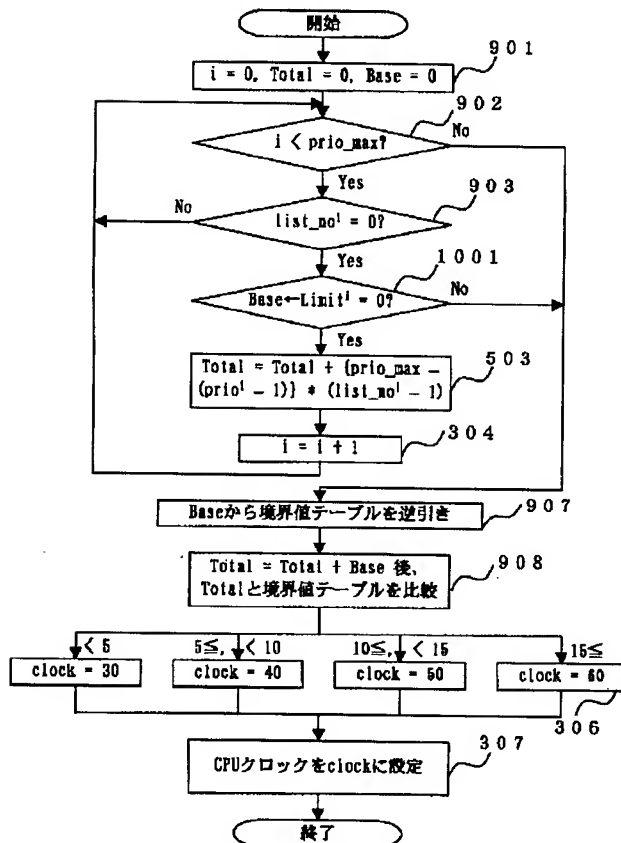 開始
901
i = 0, Total = 0, Base = 0
902
i < prio_max?
No
Yes
903
No
list_noⁱ = 0?
Yes
1001
Base←Limitⁱ = 0?
No
Yes
Total = Total + {prio_max -
(prioⁱ - 1)} * (list_noⁱ - 1)
503
i = i + 1
304
Baseから境界値テーブルを逆引き
907
Total = Total + Base 後、
Totalと境界値テーブルを比較
908
< 5
5≦, < 10
10≦, < 15
15≦
clock = 30
clock = 40
clock = 50
clock = 60
306
CPUクロックをclockに設定
307
終了